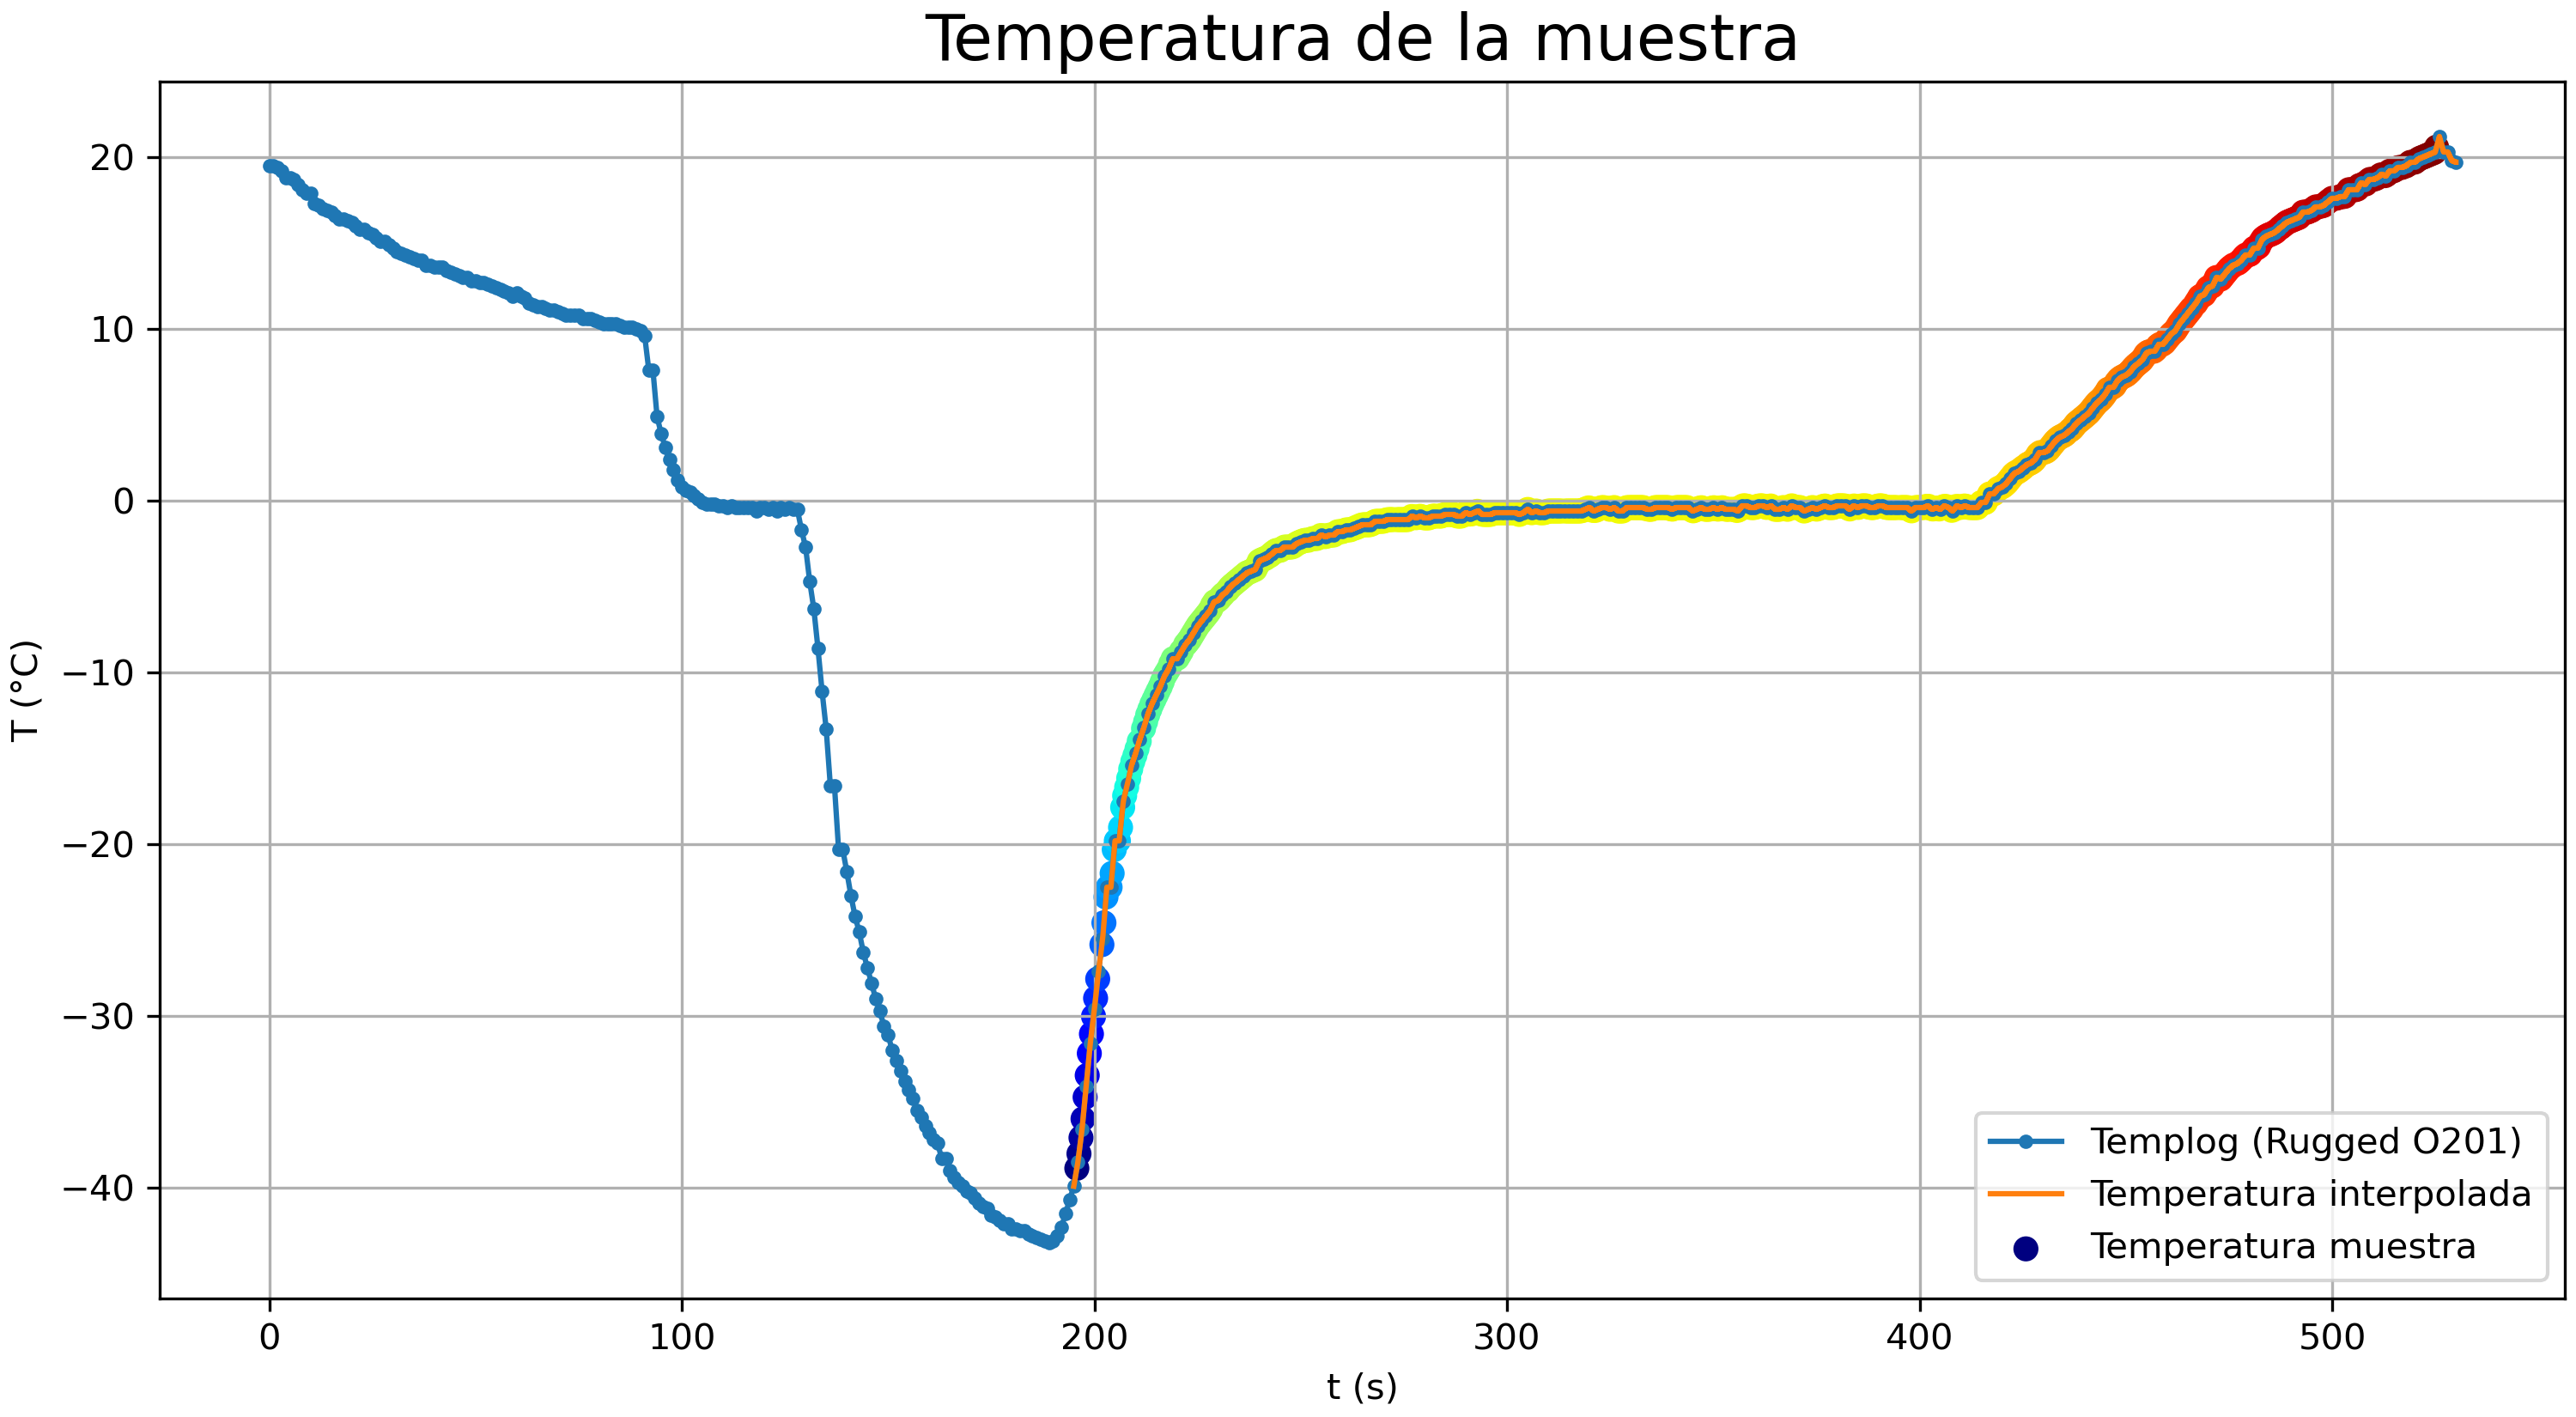 Temperatura de la muestra
20
10
0
−10
−20
−30
−40
T (°C)
0
100
200
300
400
500
t (s)
Templog (Rugged O201)
Temperatura interpolada
Temperatura muestra